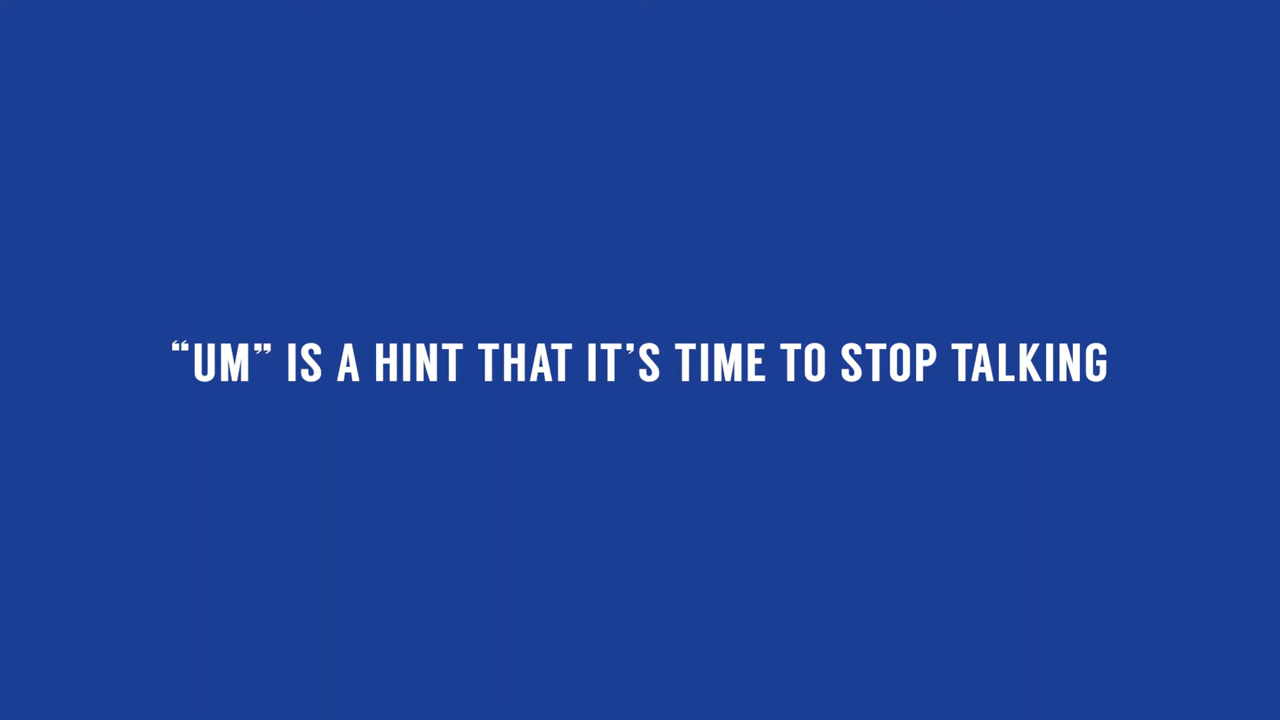 “UM” IS A HINT THAT IT’S TIME TO STOP TALKING